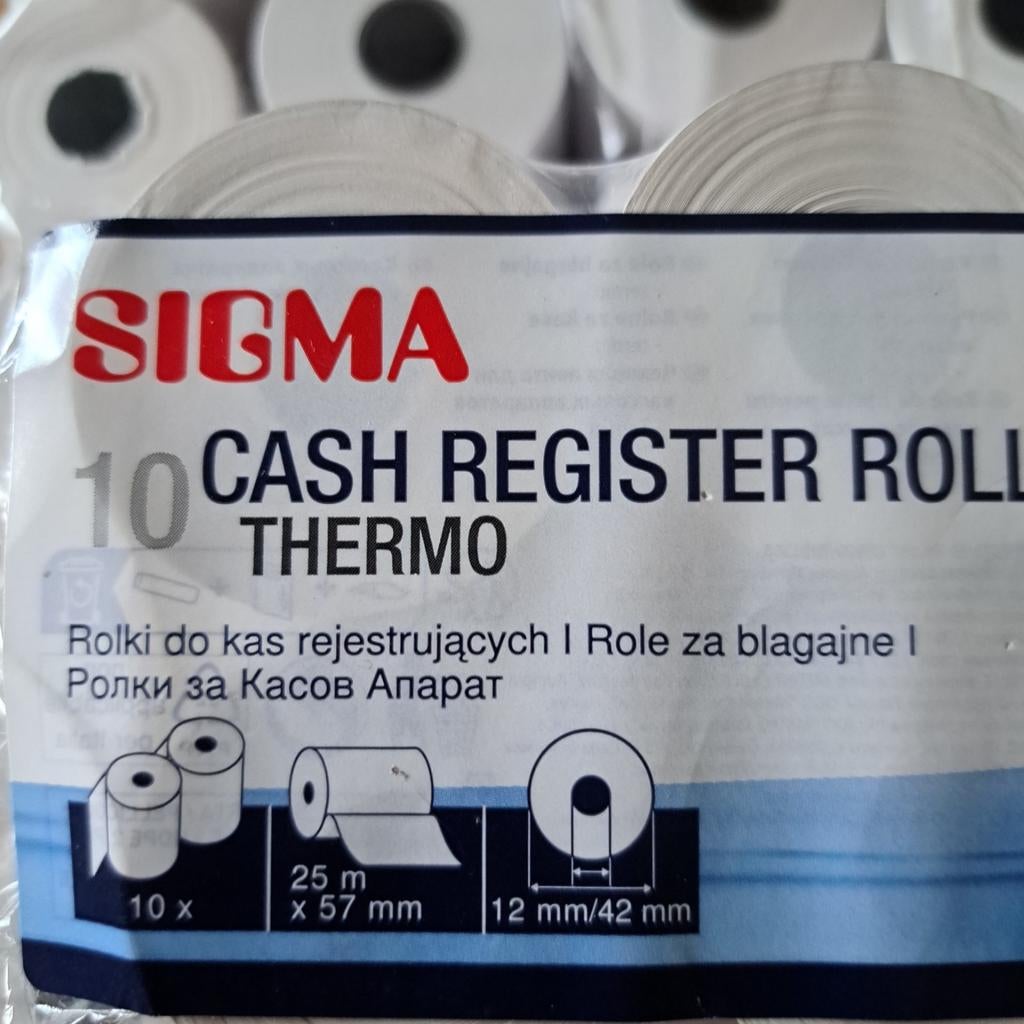 SIGMA
10 CASH REGISTER ROLL
THERMO
Rolki do kas rejestrujących I Role za blagajne I
Ролки за Касов Апарат
10 x
25 m
x 57 mm
12 mm/42 mm